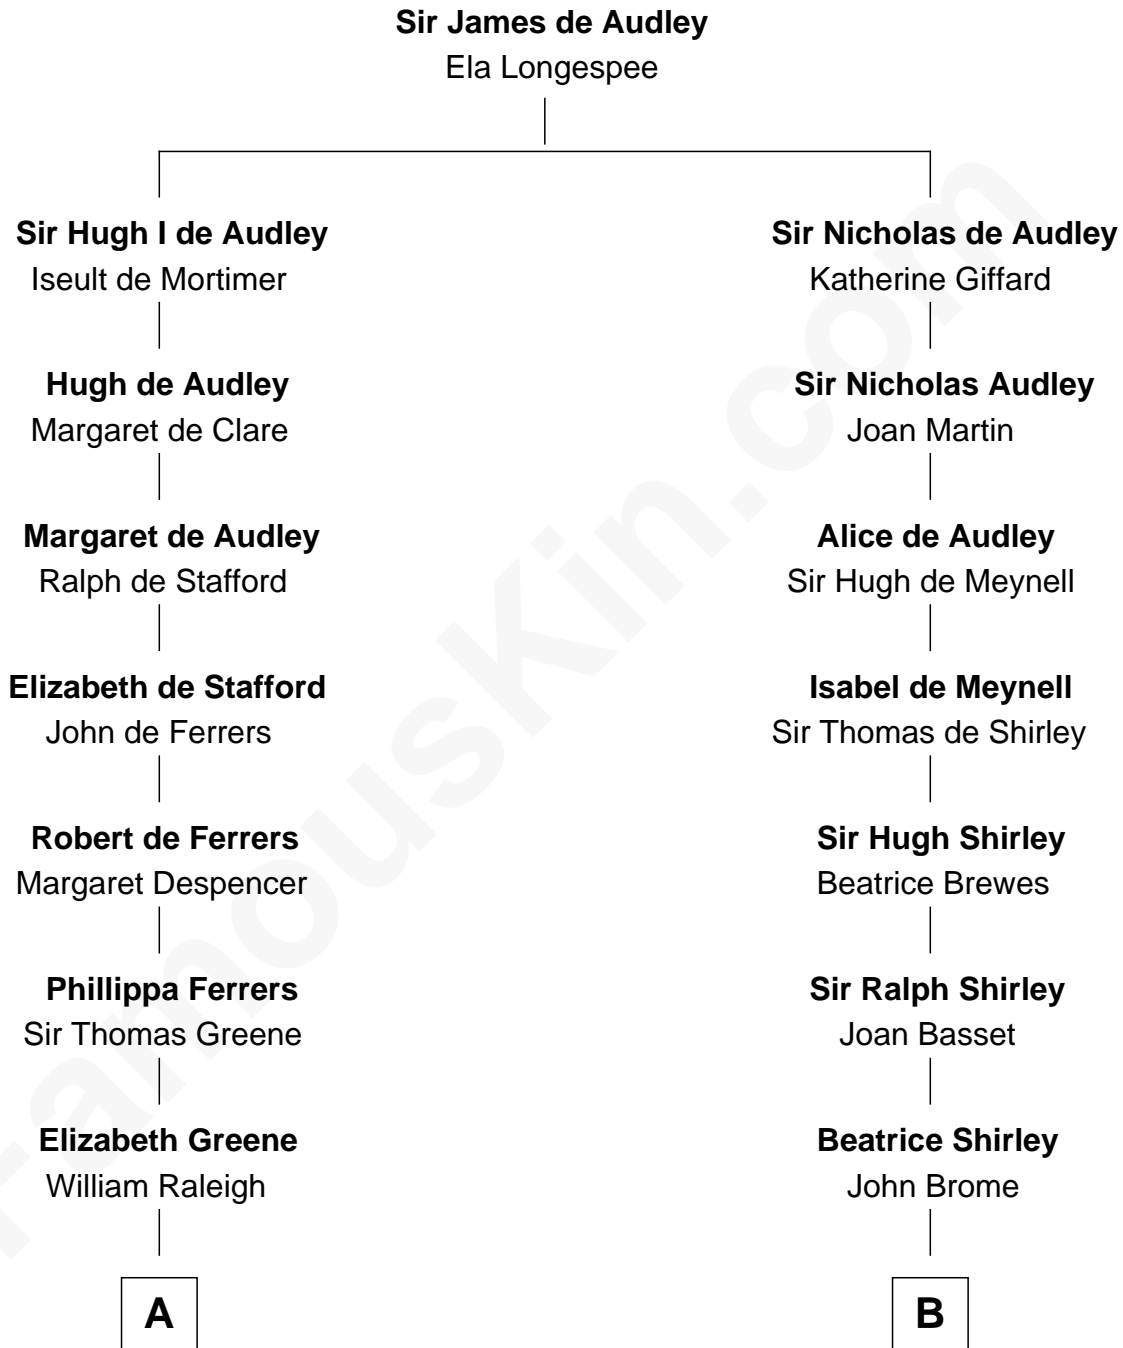 Sir James de Audley
Ela Longespee
Sir Hugh I de Audley
Iseult de Mortimer
Hugh de Audley
Margaret de Clare
Margaret de Audley
Ralph de Stafford
Elizabeth de Stafford
John de Ferrers
Robert de Ferrers
Margaret Despencer
Phillippa Ferrers
Sir Thomas Greene
Elizabeth Greene
William Raleigh
A
Sir Nicholas de Audley
Katherine Giffard
Sir Nicholas Audley
Joan Martin
Alice de Audley
Sir Hugh de Meynell
Isabel de Meynell
Sir Thomas de Shirley
Sir Hugh Shirley
Beatrice Brewes
Sir Ralph Shirley
Joan Basset
Beatrice Shirley
John Brome
B
FamousKin.com